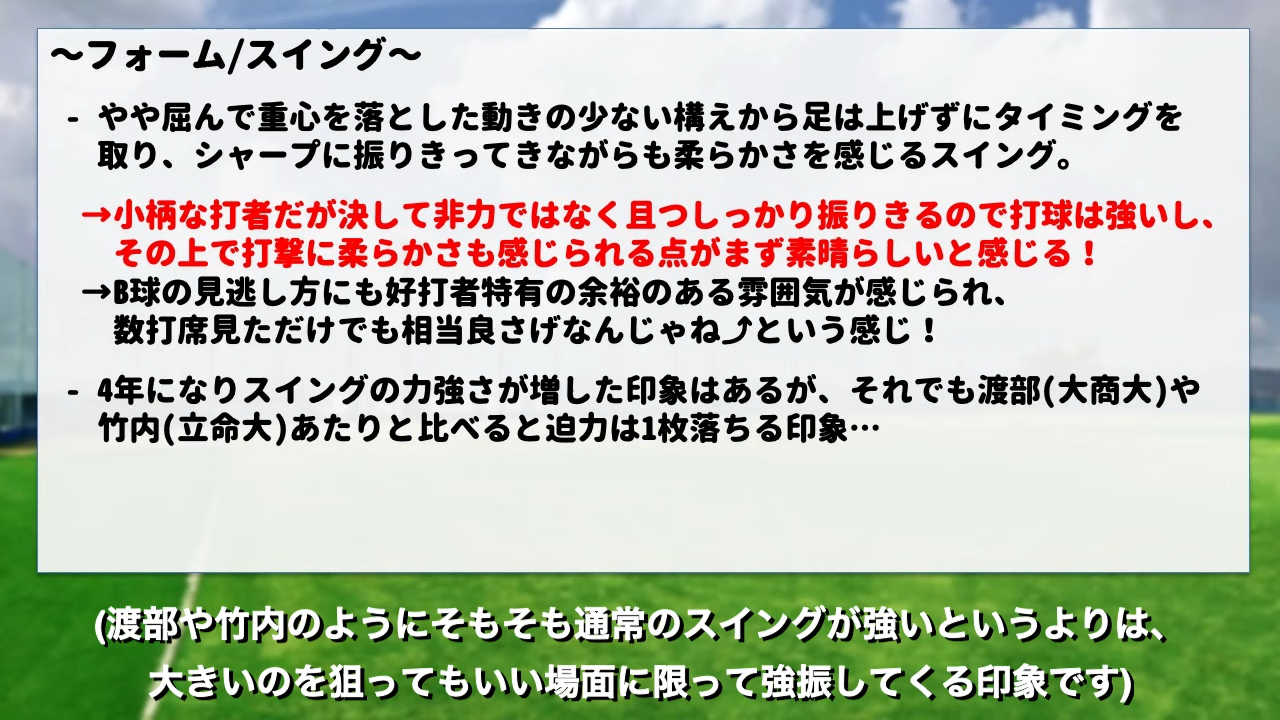 ～フォーム/スイング～
- やや屈んで重心を落とした動きの少ない構えから足は上げずにタイミングを
取り、シャープに振りきってきながらも柔らかさを感じるスイング。
→小柄な打者だが決して非力ではなく且つしっかり振りきるので打球は強いし、
その上で打撃に柔らかさも感じられる点がまず素晴らしいと感じる！
→B球の見逃し方にも好打者特有の余裕のある雰囲気が感じられ、
数打席見ただけでも相当良さげなんじゃね⤴という感じ！
- 4年になりスイングの力強さが増した印象はあるが、それでも渡部(大商大)や
竹内(立命大)あたりと比べると迫力は1枚落ちる印象…
(渡部や竹内のようにそもそも通常のスイングが強いというよりは、
大きいのを狙ってもいい場面に限って強振してくる印象です)